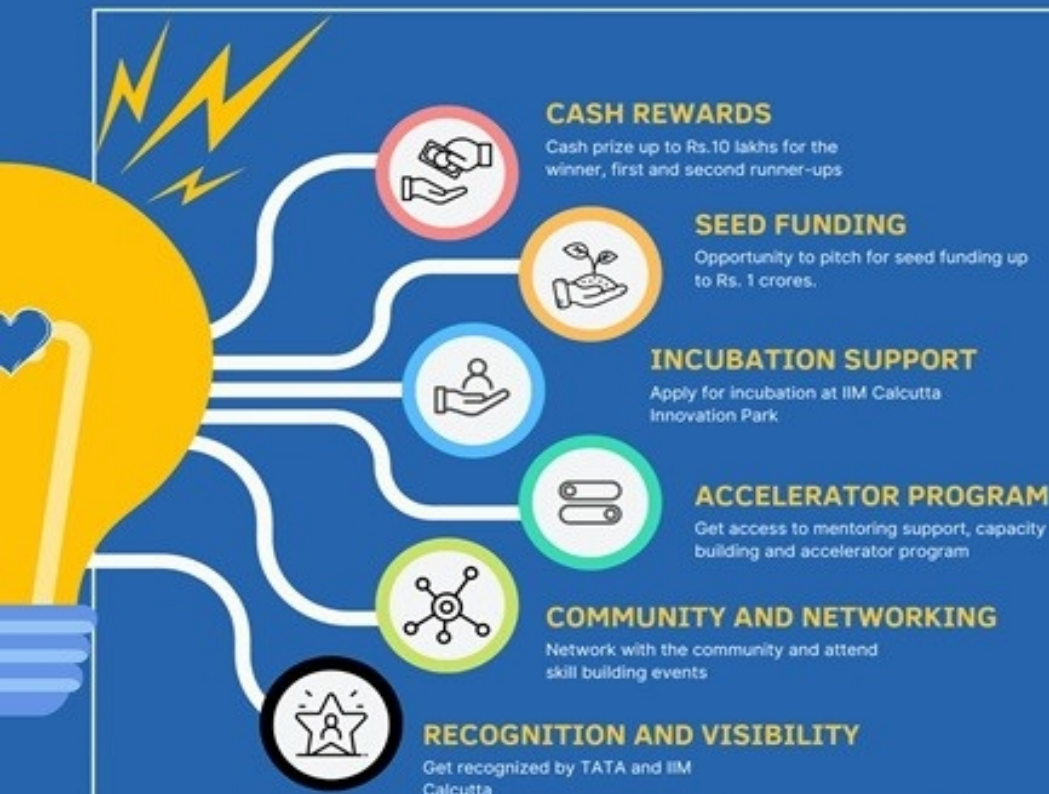 CASH REWARDS
Cash prize up to Rs.10 lakhs for the
winner, first and second runner-ups
SEED FUNDING
Opportunity to pitch for seed funding up
to Rs. 1 crores.
INCUBATION SUPPORT
Apply for incubation at IIM Calcutta
Innovation Park
ACCELERATOR PROGRAM
Get access to mentoring support, capacity
building and accelerator program
COMMUNITY AND NETWORKING
Network with the community and attend
skill building events
RECOGNITION AND VISIBILITY
Get recognized by TATA and IIM
Calcutta